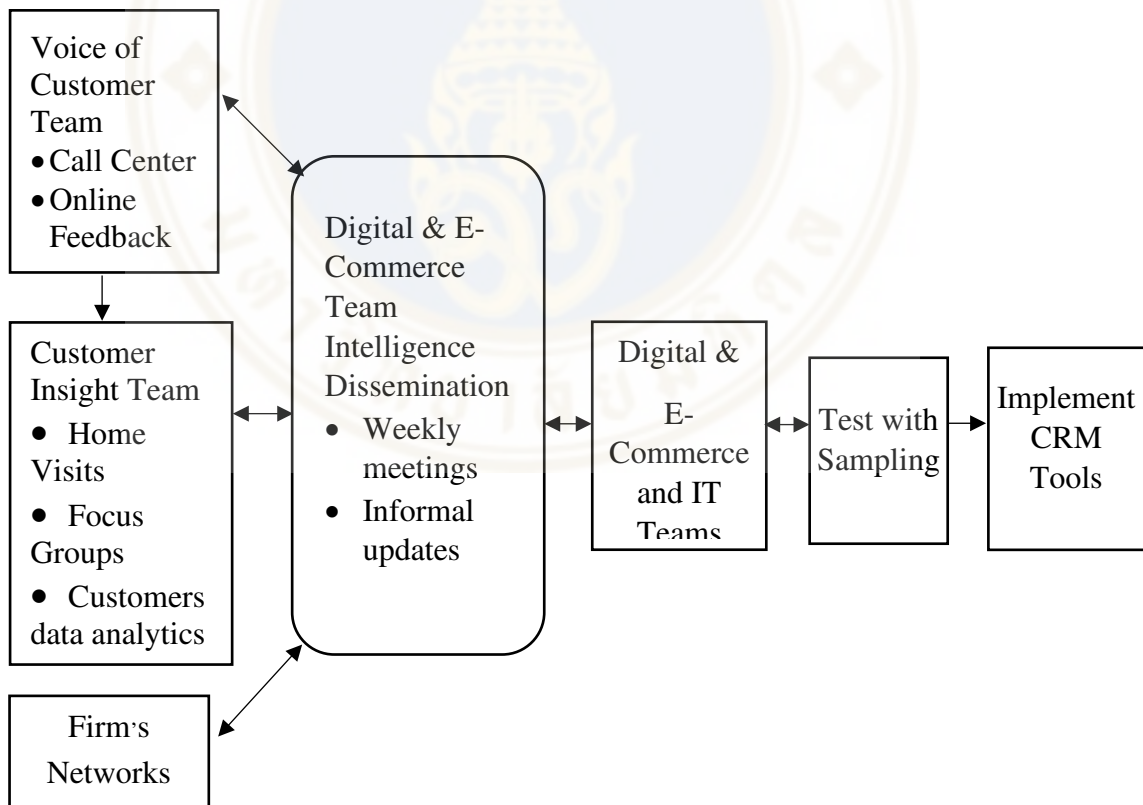 Voice of
Customer
Team
• Call Center
• Online
Feedback
Customer
Insight Team
• Home
Visits
• Focus
Groups
• Customers
data analytics
Firm's
Networks
Digital & E-
Commerce
Team
Intelligence
Dissemination
• Weekly
meetings
• Informal
updates
Digital &
E-
Commerce
and IT
Teams
Test with
Sampling
Implement
CRM
Tools